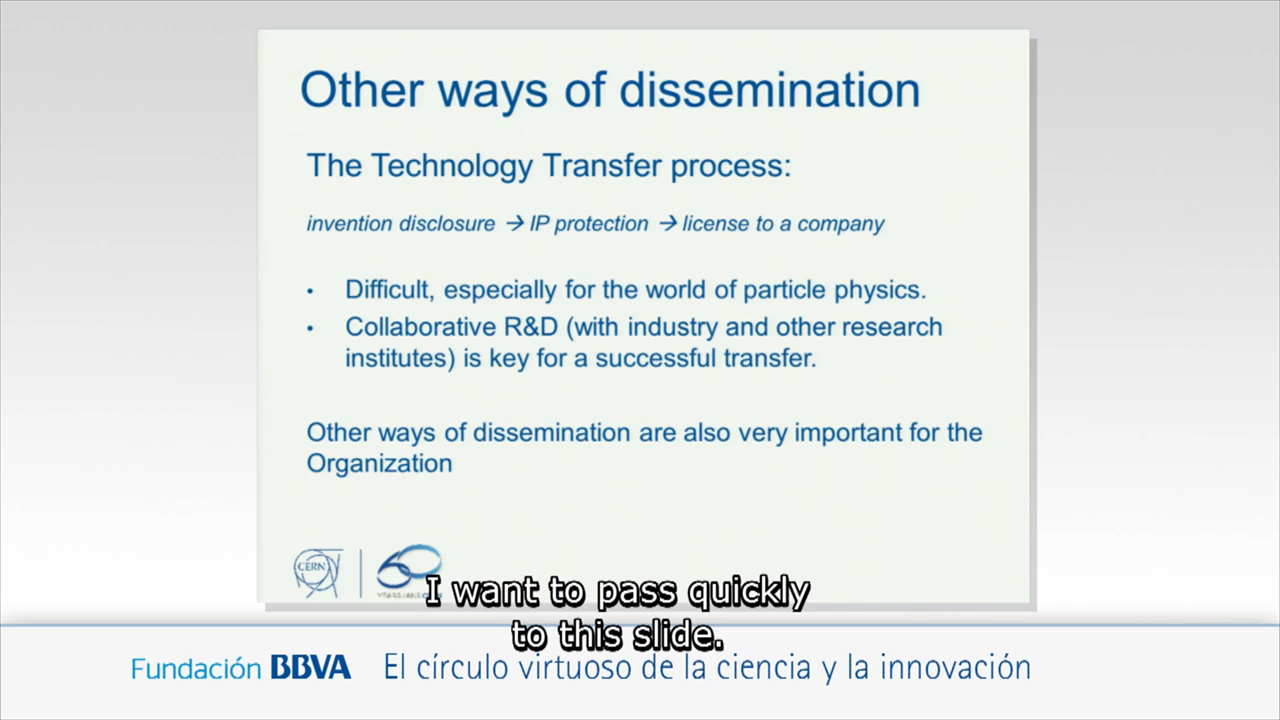 Other ways of dissemination
The Technology Transfer process:
invention disclosure → IP protection → license to a company
• Difficult, especially for the world of particle physics.
• Collaborative R&D (with industry and other research
institutes) is key for a successful transfer.
Other ways of dissemination are also very important for the
Organization
CERN
60
I want to pass quickly
to this slide.
Fundación BBVA El círculo virtuoso de la ciencia y la innovación